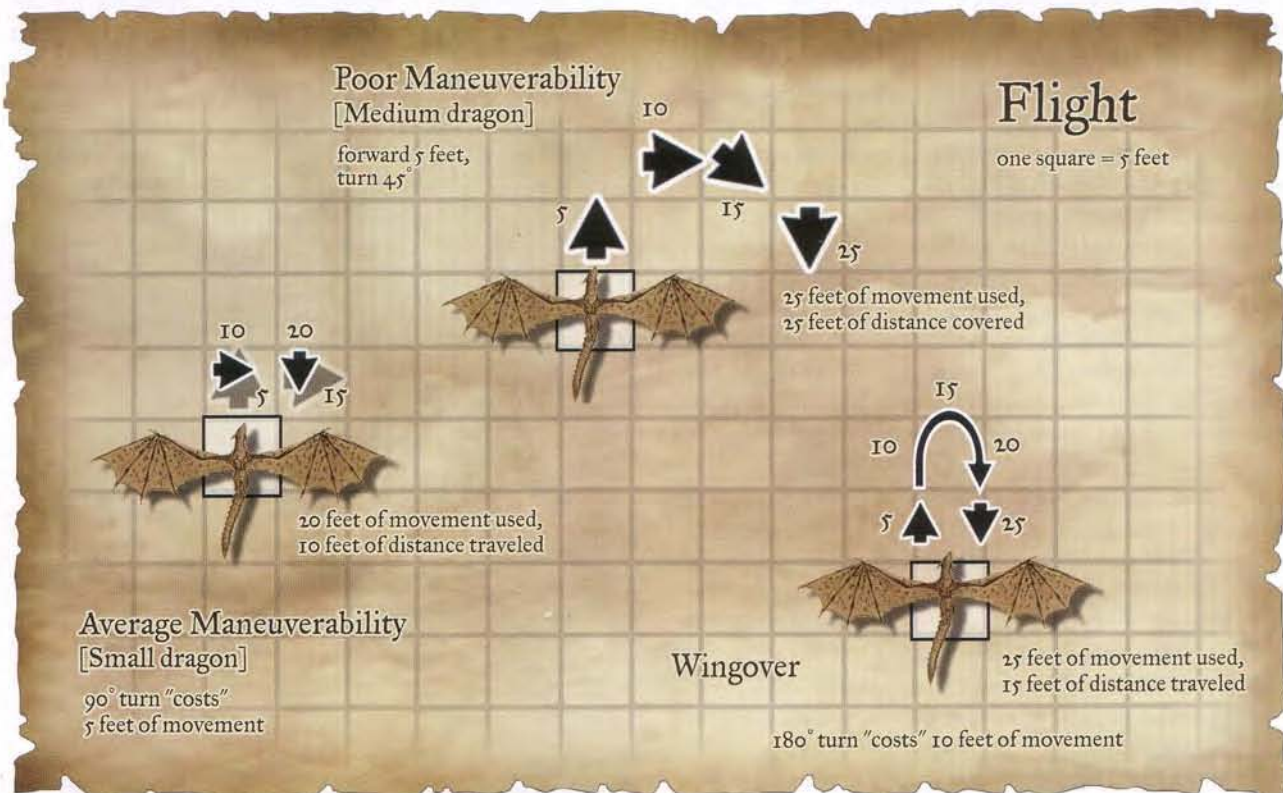 Flight
one square = 5 feet
Poor Maneuverability
[Medium dragon]
forward 5 feet,
turn 45°
5
10
15
25
25 feet of movement used,
25 feet of distance covered
10
20
5
15
20 feet of movement used,
10 feet of distance traveled
Average Maneuverability
[Small dragon]
90° turn "costs"
5 feet of movement
15
10
20
5
25
Wingover
25 feet of movement used,
15 feet of distance traveled
180° turn "costs" 10 feet of movement